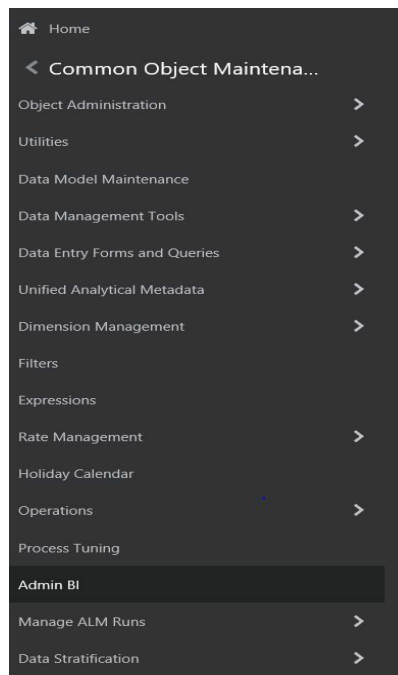 Home
Common Object Maintena...
Object Administration
Utilities
Data Model Maintenance
Data Management Tools
Data Entry Forms and Queries
Unified Analytical Metadata
Dimension Management
Filters
Expressions
Rate Management
Holiday Calendar
Operations
Process Tuning
Admin BI
Manage ALM Runs
Data Stratification